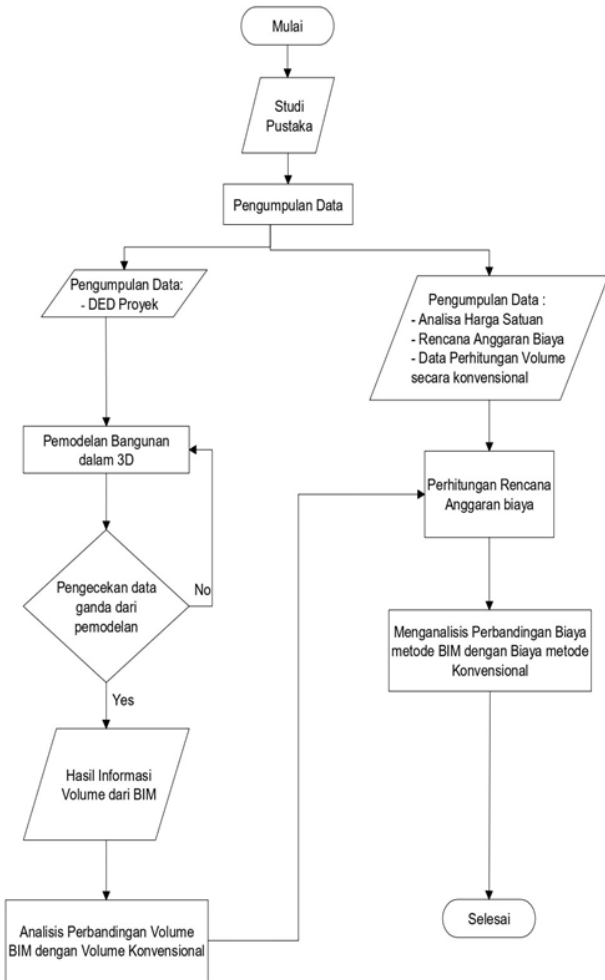 Mulai
Studi
Pustaka
Pengumpulan Data
Pengumpulan Data:
- DED Proyek
Pengumpulan Data :
- Analisa Harga Satuan
- Rencana Anggaran Biaya
- Data Perhitungan Volume
secara konvensional
Pemodelan Bangunan
dalam 3D
Perhitungan Rencana
Anggaran biaya
Pengecekan data
ganda dari
pemodelan
No
Yes
Menganalisis Perbandingan Biaya
metode BIM dengan Biaya metode
Konvensional
Hasil Informasi
Volume dari BIM
Analisis Perbandingan Volume
BIM dengan Volume Konvensional
Selesai